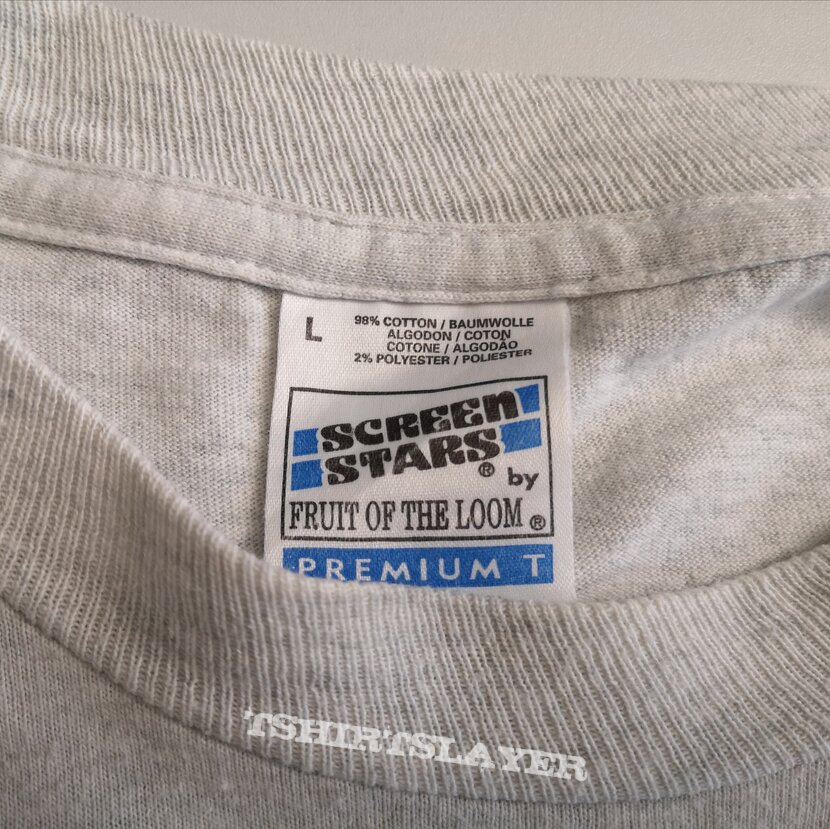 L
98% COTTON / BAUMWOLLE
ALGODON / COTON
COTONE / ALGODÃO
2% POLYESTER / POLIESTER
SCREEN
STARS® by
FRUIT OF THE LOOM®
PREMIUM T
TSHIRTSLAYER